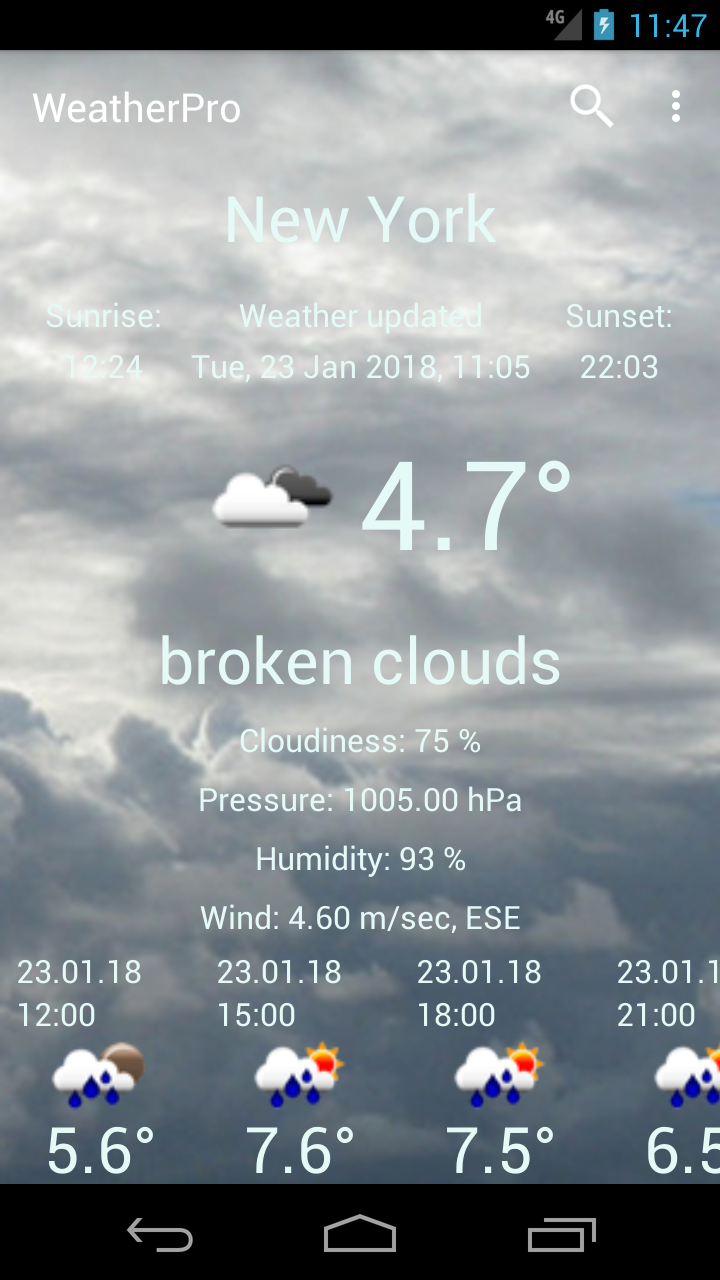 4G 11:47
WeatherPro
New York
Sunrise: Weather updated Sunset:
12:24 Tue, 23 Jan 2018, 11:05 22:03
4.7°
broken clouds
Cloudiness: 75 %
Pressure: 1005.00 hPa
Humidity: 93 %
Wind: 4.60 m/sec, ESE
23.01.18 23.01.18 23.01.18 23.01.1
12:00 15:00 18:00 21:00
5.6° 7.6° 7.5° 6.5